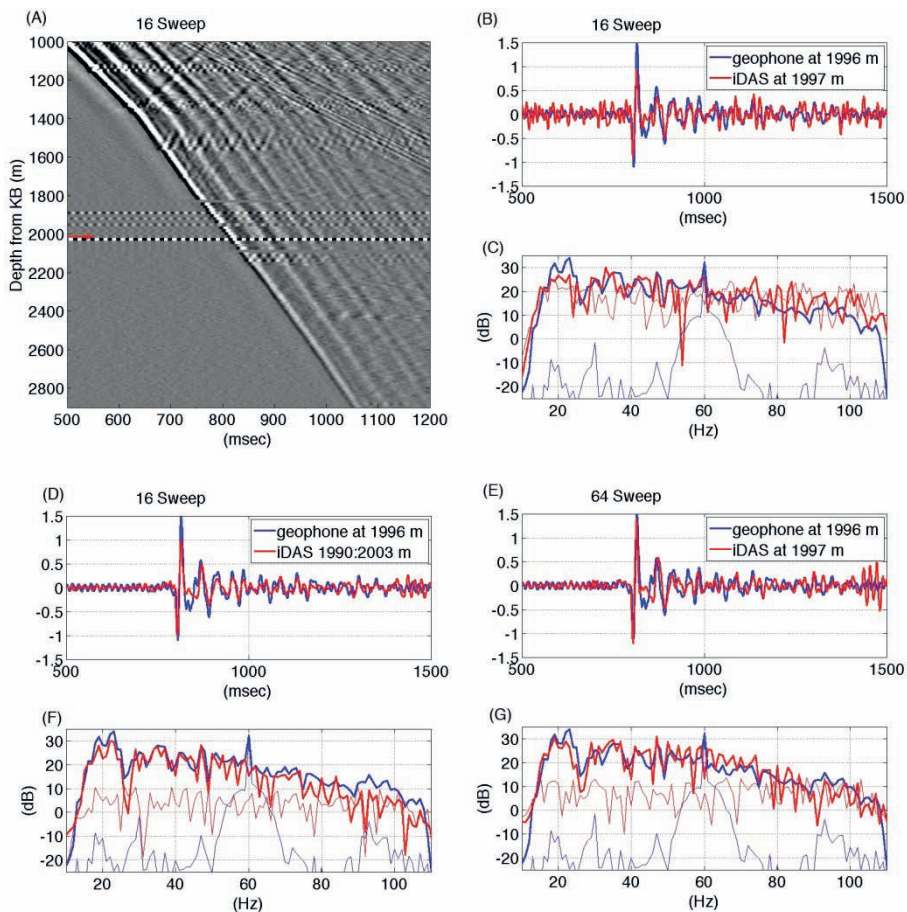 (A)
16 Sweep
1000
1200
1400
1600
1800
2000
2200
2400
2600
2800
Depth from KB (m)
500 600 700 800 900 1000 1100 1200
(msec)
(B)
16 Sweep
1.5
1
0.5
0
-0.5
-1
-1.5
geophone at 1996 m
iDAS at 1997 m
500 1000 1500
(msec)
(C)
30
20
10
0
-10
-20
(dB)
20 40 60 80 100
(Hz)
(D)
16 Sweep
1.5
1
0.5
0
-0.5
-1
-1.5
geophone at 1996 m
iDAS 1990:2003 m
500 1000 1500
(msec)
(E)
64 Sweep
1.5
1
0.5
0
-0.5
-1
-1.5
geophone at 1996 m
iDAS at 1997 m
500 1000 1500
(msec)
(F)
30
20
10
0
-10
-20
(dB)
20 40 60 80 100
(Hz)
(G)
30
20
10
0
-10
-20
(dB)
20 40 60 80 100
(Hz)